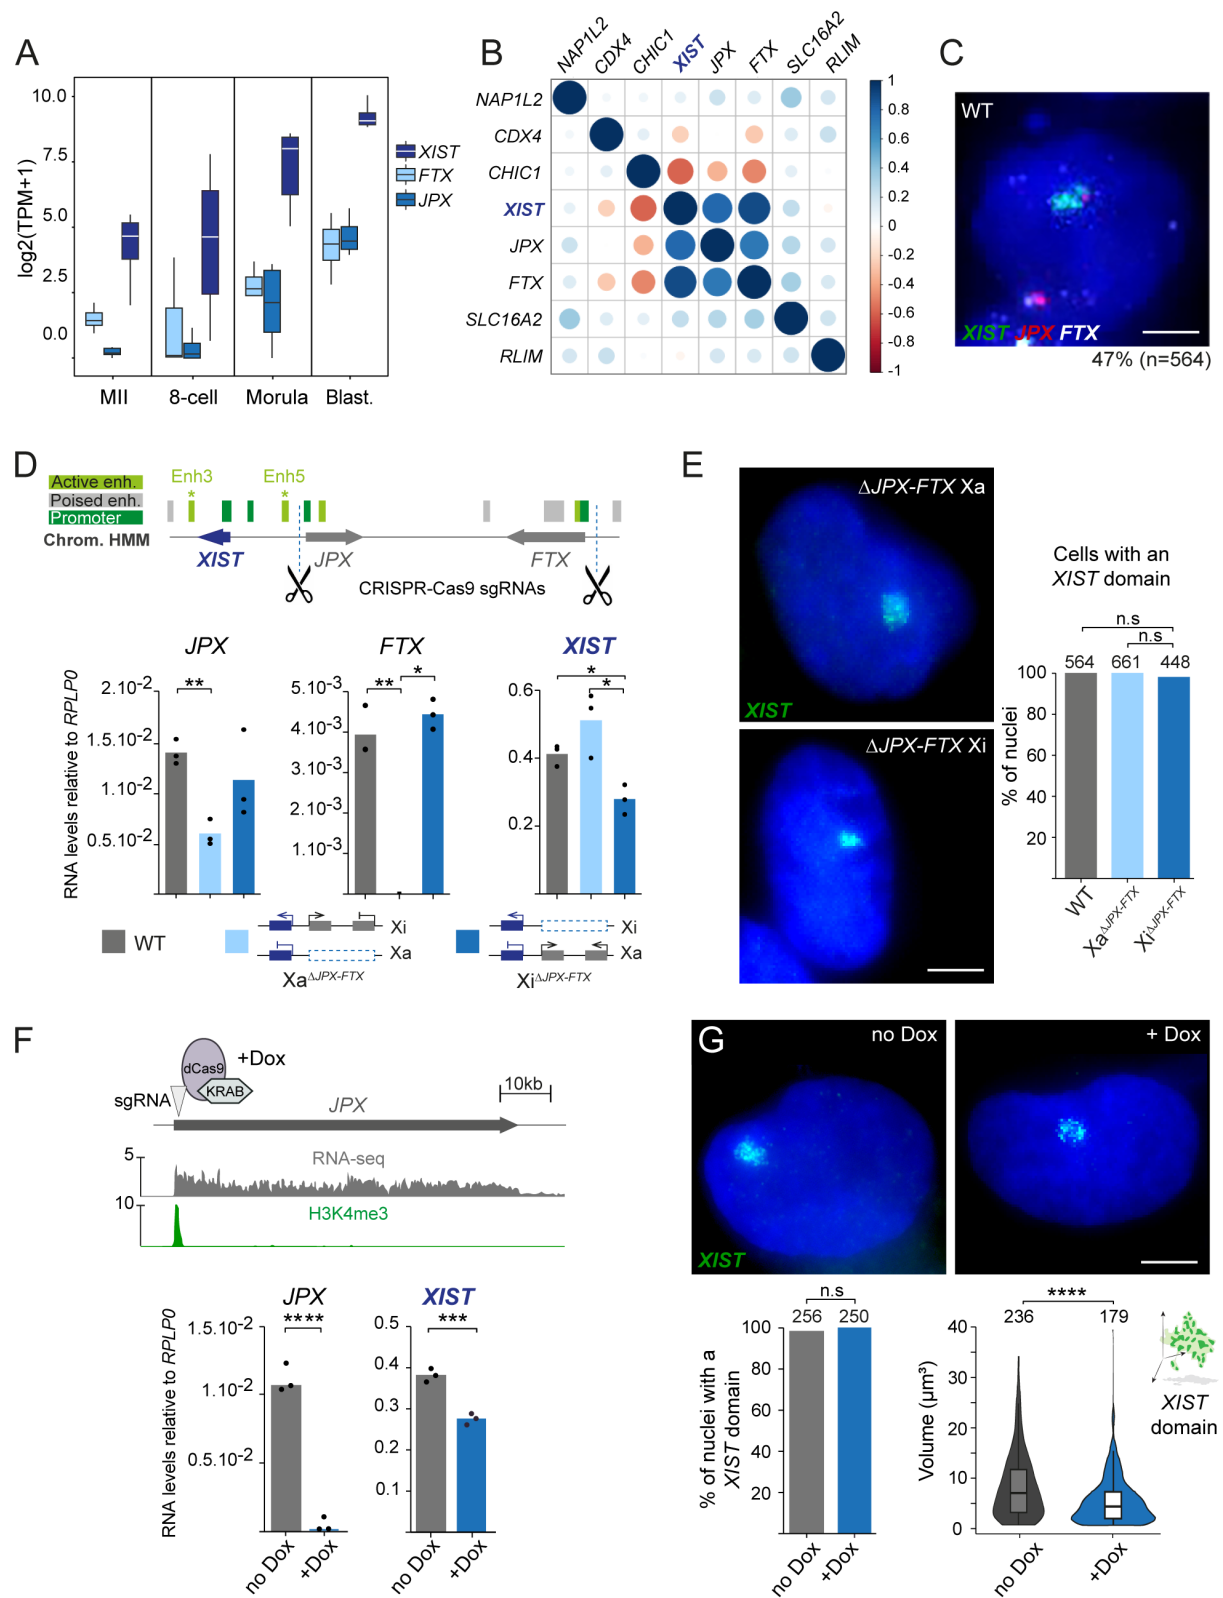 A
10.0
7.5
5.0
2.5
0.0
log2(TPM+1)
XIST
FTX
JPX
MII
8-cell
Morula
Blast.
B
NAP1L2
CDX4
CHIC1
XIST
JPX
FTX
SLC16A2
RLIM
NAP1L2
CDX4
CHIC1
XIST
JPX
FTX
SLC16A2
RLIM
1
0.8
0.6
0.4
0.2
0
-0.2
-0.4
-0.6
-0.8
-1
C
WT
XIST JPX FTX
47% (n=564)
D
Active enh.
Poised enh.
Promoter
Chrom. HMM
Enh3
*
Enh5
*
XIST
JPX
FTX
CRISPR-Cas9 sgRNAs
RNA levels relative to RPLP0
JPX
**
2.10-2
1.5.10-2
1.10-2
0.5.10-2
FTX
**
*
5.10-3
4.10-3
3.10-3
2.10-3
1.10-3
XIST
*
*
0.6
0.4
0.2
WT
Xi
Xa
XaΔJPX-FTX
Xi
Xa
XiΔJPX-FTX
E
ΔJPX-FTX Xa
XIST
ΔJPX-FTX Xi
Cells with an
XIST domain
n.s
n.s
564 661 448
100
80
60
40
20
% of nuclei
WT
XaΔJPX-FTX
XiΔJPX-FTX
F
dCas9
KRAB
+Dox
sgRNA
JPX
10kb
5
RNA-seq
10
H3K4me3
RNA levels relative to RPLP0
JPX
****
1.5.10-2
1.10-2
0.5.10-2
no Dox
+Dox
XIST
***
0.5
0.4
0.3
0.2
0.1
no Dox
+Dox
G
no Dox
XIST
+ Dox
n.s
256 250
100
80
60
40
20
% of nuclei with a
XIST domain
no Dox
+Dox
****
236 179
40
30
20
10
0
Volume (μm³)
no Dox
+Dox
XIST
domain